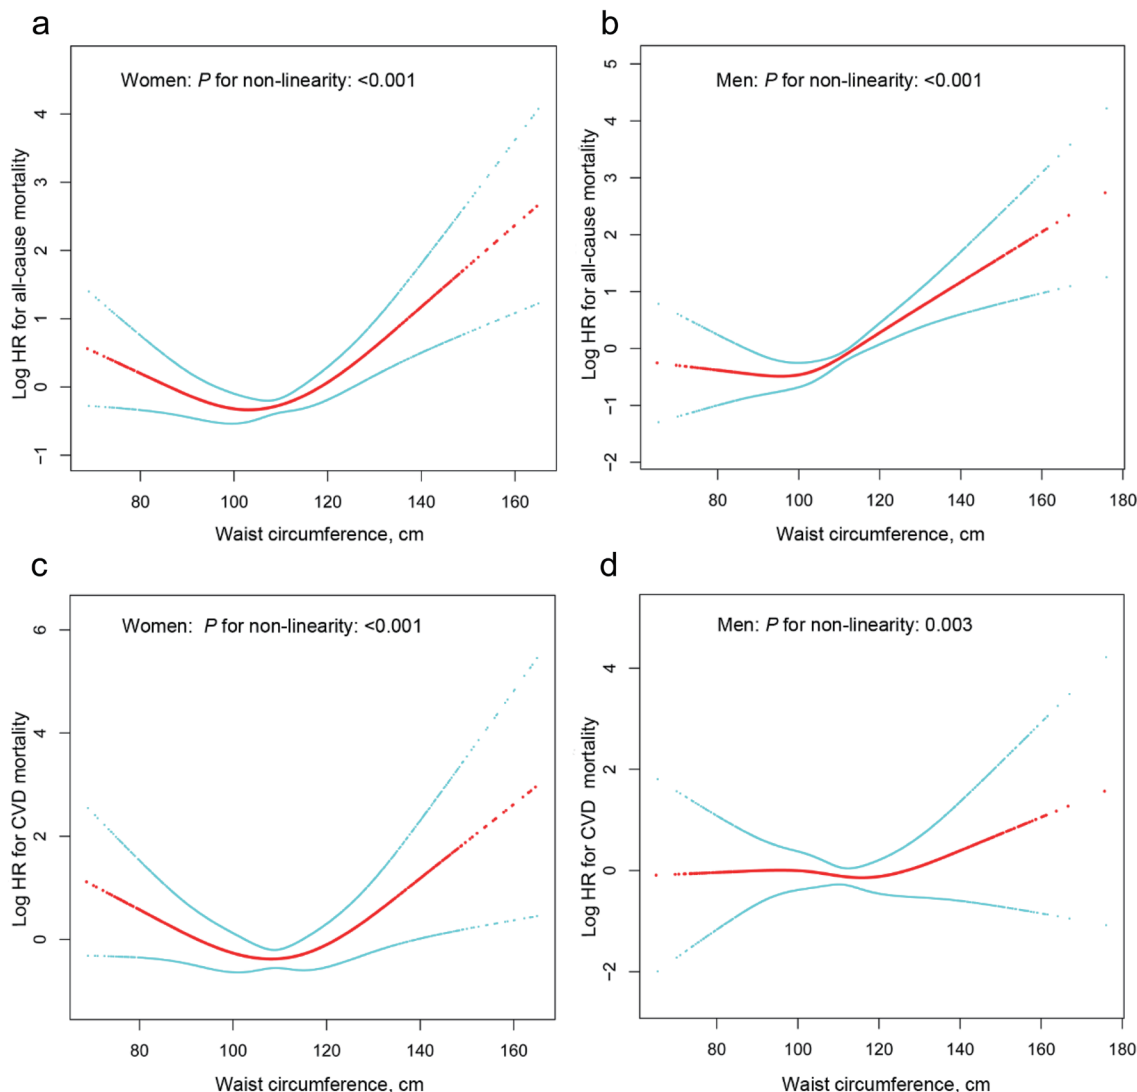 a
Women: P for non-linearity: <0.001
Log HR for all-cause mortality
4
3
2
1
0
−1
80 100 120 140 160
Waist circumference, cm
b
Men: P for non-linearity: <0.001
Log HR for all-cause mortality
5
4
3
2
1
0
−1
−2
80 100 120 140 160 180
Waist circumference, cm
c
Women: P for non-linearity: <0.001
Log HR for CVD mortality
6
4
2
0
80 100 120 140 160
Waist circumference, cm
d
Men: P for non-linearity: 0.003
Log HR for CVD mortality
4
2
0
−2
80 100 120 140 160 180
Waist circumference, cm